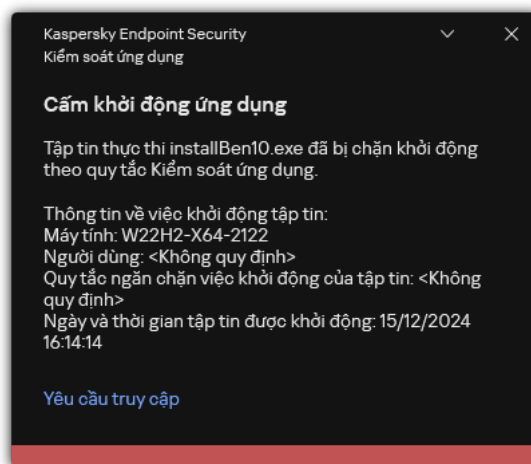 Kaspersky Endpoint Security
Kiểm soát ứng dụng
Cấm khởi động ứng dụng
Tập tin thực thi installBen10.exe đã bị chặn khởi động
theo quy tắc Kiểm soát ứng dụng.
Thông tin về việc khởi động tập tin:
Máy tính: W22H2-X64-2122
Người dùng: <Không quy định>
Quy tắc ngăn chặn việc khởi động của tập tin: <Không
quy định>
Ngày và thời gian tập tin được khởi động: 15/12/2024
16:14:14
Yêu cầu truy cập